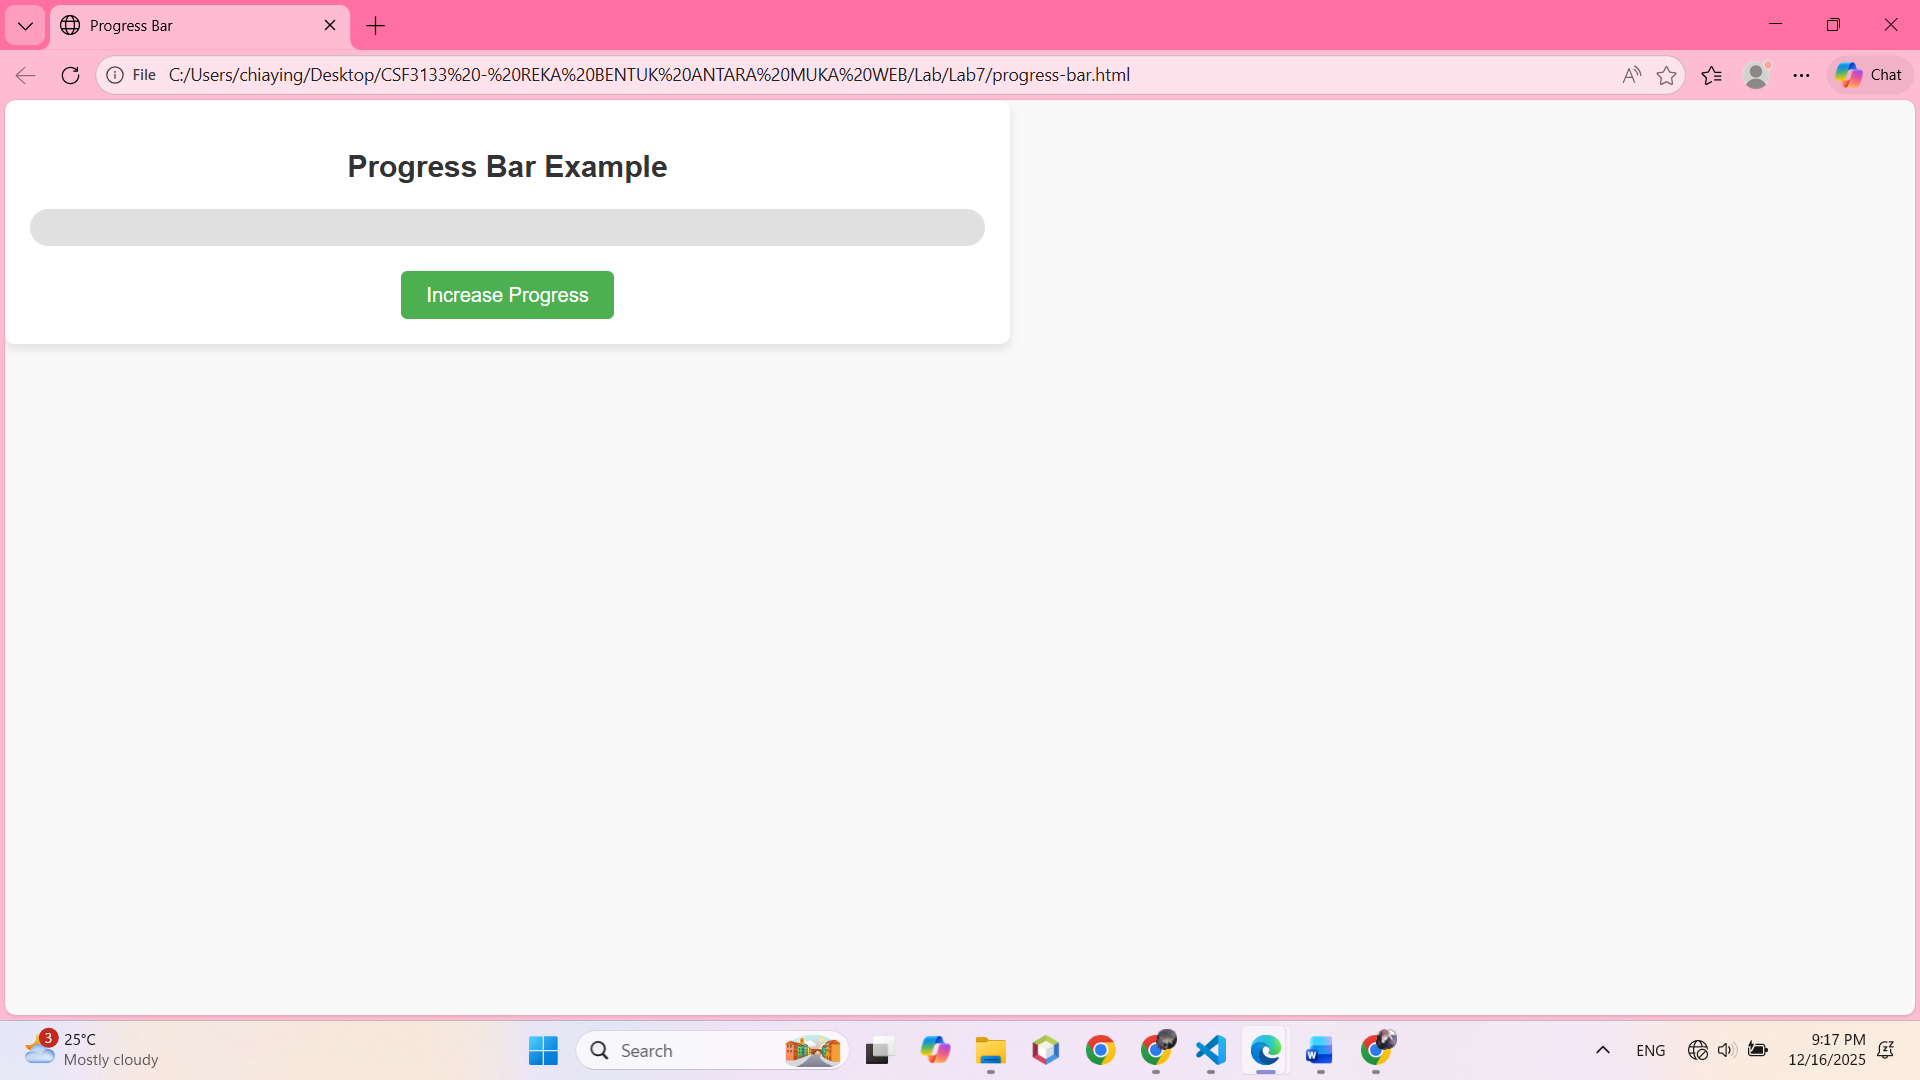 Progress Bar
File C:/Users/chiaying/Desktop/CSF3133%20-%20REKA%20BENTUK%20ANTARA%20MUKA%20WEB/Lab/Lab7/progress-bar.html
Chat
Progress Bar Example
Increase Progress
3
25°C
Mostly cloudy
Search
ENG
9:17 PM
12/16/2025